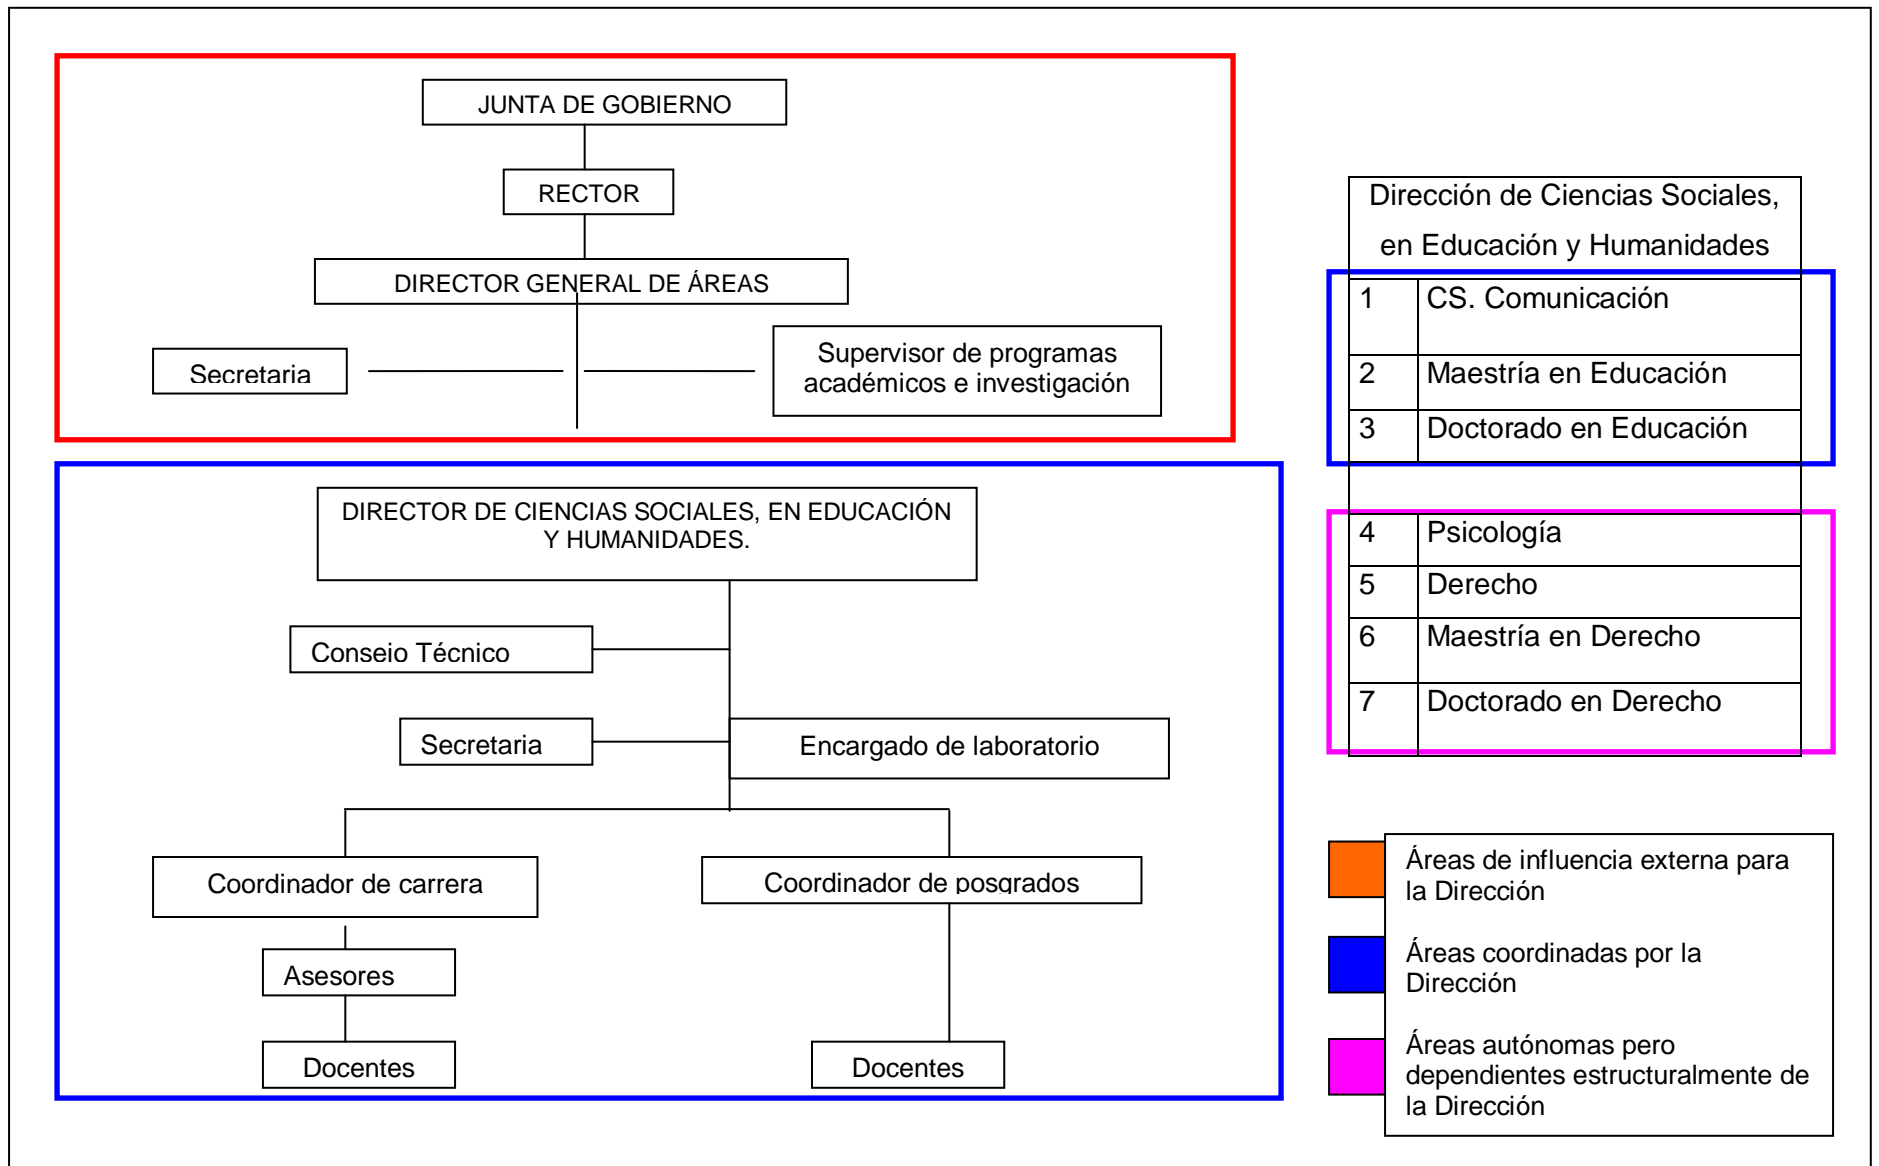 JUNTA DE GOBIERNO
RECTOR
DIRECTOR GENERAL DE ÁREAS
Secretaria
Supervisor de programas
académicos e investigación
DIRECTOR DE CIENCIAS SOCIALES, EN EDUCACIÓN
Y HUMANIDADES.
Consejo Técnico
Secretaria
Encargado de laboratorio
Coordinador de carrera
Coordinador de posgrados
Asesores
Docentes
Docentes
Dirección de Ciencias Sociales,
en Educación y Humanidades
1 CS. Comunicación
2 Maestría en Educación
3 Doctorado en Educación
4 Psicología
5 Derecho
6 Maestría en Derecho
7 Doctorado en Derecho
Áreas de influencia externa para
la Dirección
Áreas coordinadas por la
Dirección
Áreas autónomas pero
dependientes estructuralmente de
la Dirección